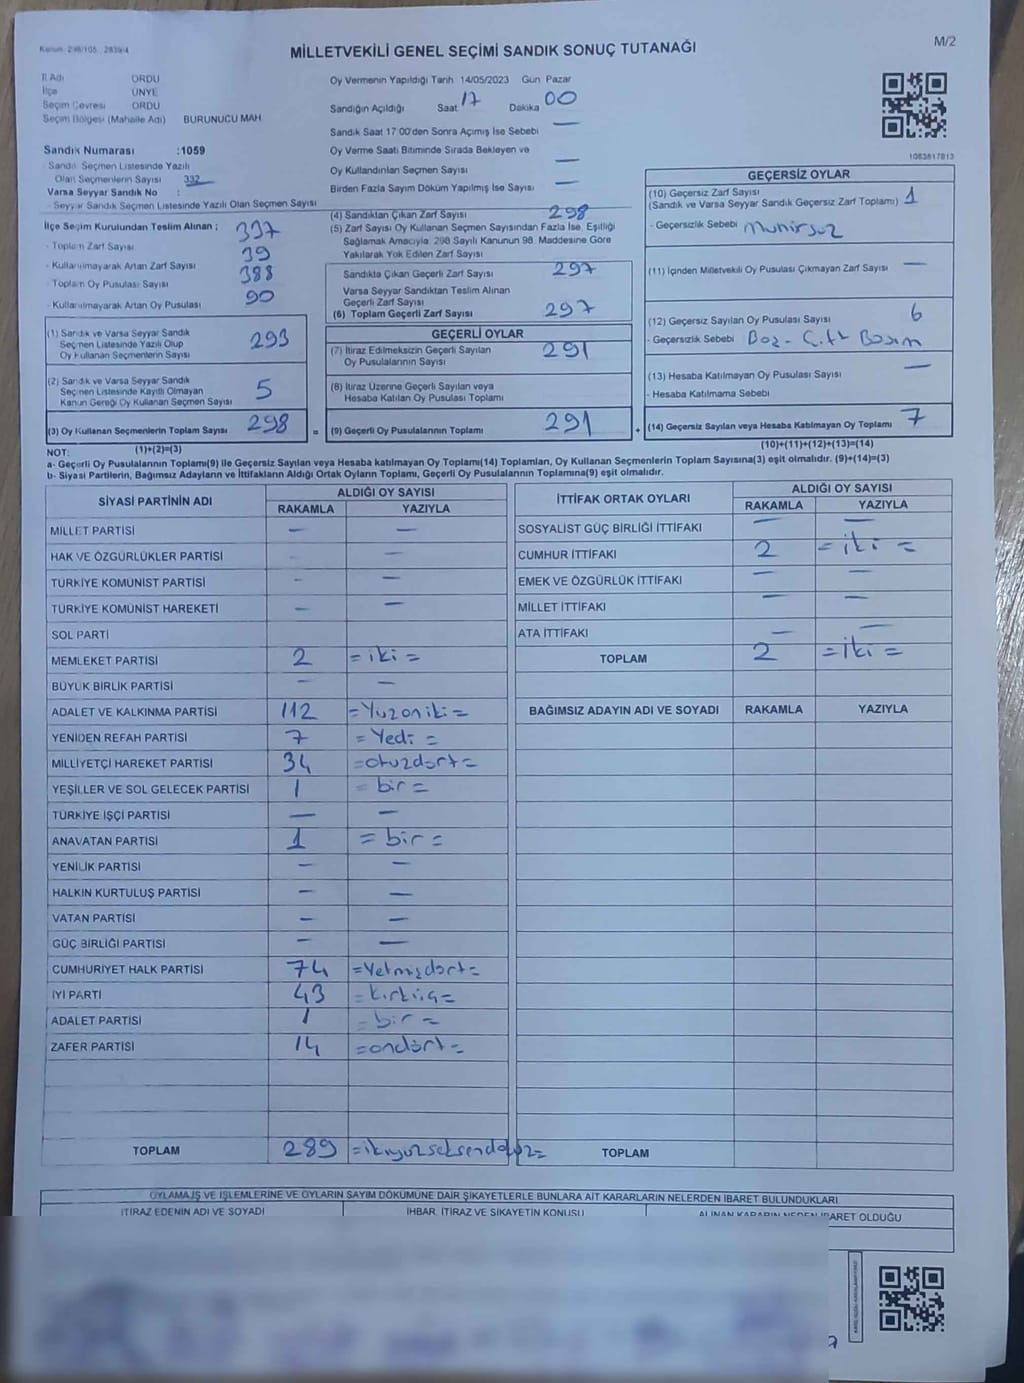 Kanun: 298/105, 2839/4
MİLLETVEKİLİ GENEL SEÇİMİ SANDIK SONUÇ TUTANAĞI
M/2
İl Adı ORDU
İlçe ÜNYE
Seçim Çevresi ORDU
Seçim Bölgesi (Mahalle Adı) BURUNUCU MAH.
Sandık Numarası :1059
- Sandık Seçmen Listesinde Yazılı
Olan Seçmenlerin Sayısı 332
Varsa Seyyar Sandık No :
- Seyyar Sandık Seçmen Listesinde Yazılı Olan Seçmen Sayısı
Oy Vermenin Yapıldığı Tarih 14/05/2023 Gün Pazar
Sandığın Açıldığı Saat 17 Dakika 00
Sandık Saat 17:00'den Sonra Açımış İse Sebebi —
Oy Verme Saati Bitiminde Sırada Bekleyen ve
Oy Kullandırılan Seçmen Sayısı —
Birden Fazla Sayım Döküm Yapılmış İse Sayısı —
1083817813
İlçe Seçim Kurulundan Teslim Alınan :
- Toplam Zarf Sayısı 337
- Kullanılmayarak Artan Zarf Sayısı 39
- Toplam Oy Pusulası Sayısı 388
- Kullanılmayarak Artan Oy Pusulası 90
(1) Sandık ve Varsa Seyyar Sandık
Seçmen Listesinde Yazılı Olup
Oy Kullanan Seçmenlerin Sayısı 293
(2) Sandık ve Varsa Seyyar Sandık
Seçmen Listesinde Kayıtlı Olmayan
Kanun Gereği Oy Kullanan Seçmen Sayısı 5
(3) Oy Kullanan Seçmenlerin Toplam Sayısı 298
(4) Sandıktan Çıkan Zarf Sayısı 298
(5) Zarf Sayısı Oy Kullanan Seçmen Sayısından Fazla İse, Eşitliği
Sağlamak Amacıyla; 298 Sayılı Kanunun 98. Maddesine Göre
Yakılarak Yok Edilen Zarf Sayısı
Sandıkta Çıkan Geçerli Zarf Sayısı 297
Varsa Seyyar Sandıktan Teslim Alınan
Geçerli Zarf Sayısı
(6) Toplam Geçerli Zarf Sayısı 297
GEÇERLİ OYLAR
(7) İtiraz Edilmeksizin Geçerli Sayılan
Oy Pusulalarının Sayısı 291
(8) İtiraz Üzerine Geçerli Sayılan veya
Hesaba Katılan Oy Pusulası Toplamı
= (9) Geçerli Oy Pusulalarının Toplamı 291 +
GEÇERSİZ OYLAR
(10) Geçersiz Zarf Sayısı 1
(Sandık ve Varsa Seyyar Sandık Geçersiz Zarf Toplamı)
- Geçersizlik Sebebi Mühürsüz
(11) İçinden Milletvekili Oy Pusulası Çıkmayan Zarf Sayısı —
(12) Geçersiz Sayılan Oy Pusulası Sayısı 6
- Geçersizlik Sebebi Boş - Çift Basım
(13) Hesaba Katılmayan Oy Pusulası Sayısı —
- Hesaba Katılmama Sebebi
(14) Geçersiz Sayılan veya Hesaba Katılmayan Oy Toplamı 7
NOT: (1)+(2)=(3)
(10)+(11)+(12)+(13)=(14)
a- Geçerli Oy Pusulalarının Toplamı(9) ile Geçersiz Sayılan veya Hesaba katılmayan Oy Toplamı(14) Toplamları, Oy Kullanan Seçmenlerin Toplam Sayısına(3) eşit olmalıdır. (9)+(14)=(3)
b- Siyasi Partilerin, Bağımsız Adayların ve İttifakların Aldığı Ortak Oyların Toplamı, Geçerli Oy Pusulalarının Toplamına(9) eşit olmalıdır.
SİYASİ PARTİNİN ADI ALDIĞI OY SAYISI
RAKAMLA YAZIYLA
MİLLET PARTİSİ — —
HAK VE ÖZGÜRLÜKLER PARTİSİ - —
TÜRKİYE KOMÜNİST PARTİSİ - —
TÜRKİYE KOMÜNİST HAREKETİ - —
SOL PARTİ
MEMLEKET PARTİSİ 2 =iki=
BÜYÜK BİRLİK PARTİSİ — —
ADALET VE KALKINMA PARTİSİ 112 =Yüzoniki=
YENİDEN REFAH PARTİSİ 7 =Yedi=
MİLLİYETÇİ HAREKET PARTİSİ 34 =otuzdört=
YEŞİLLER VE SOL GELECEK PARTİSİ 1 =bir=
TÜRKİYE İŞÇİ PARTİSİ — —
ANAVATAN PARTİSİ 1 =bir=
YENİLİK PARTİSİ — —
HALKIN KURTULUŞ PARTİSİ — —
VATAN PARTİSİ — —
GÜÇ BİRLİĞİ PARTİSİ — —
CUMHURİYET HALK PARTİSİ 74 =Yetmişdört=
İYİ PARTİ 43 =kırküç=
ADALET PARTİSİ 1 =bir=
ZAFER PARTİSİ 14 =ondört=
TOPLAM 289 =ikiyüzseksendokuz=
İTTİFAK ORTAK OYLARI ALDIĞI OY SAYISI
RAKAMLA YAZIYLA
SOSYALİST GÜÇ BİRLİĞİ İTTİFAKI — —
CUMHUR İTTİFAKI 2 =iki=
EMEK VE ÖZGÜRLÜK İTTİFAKI — —
MİLLET İTTİFAKI — —
ATA İTTİFAKI — —
TOPLAM 2 =iki=
BAĞIMSIZ ADAYIN ADI VE SOYADI RAKAMLA YAZIYLA
TOPLAM
OYLAMA İŞ VE İŞLEMLERİNE VE OYLARIN SAYIM DÖKÜMÜNE DAİR ŞİKAYETLERLE BUNLARA AİT KARARLARIN NELERDEN İBARET BULUNDUKLARI
İTİRAZ EDENİN ADI VE SOYADI İHBAR, İTİRAZ VE ŞİKAYETİN KONUSU ALINAN KARARIN NEDEN İBARET OLDUĞU